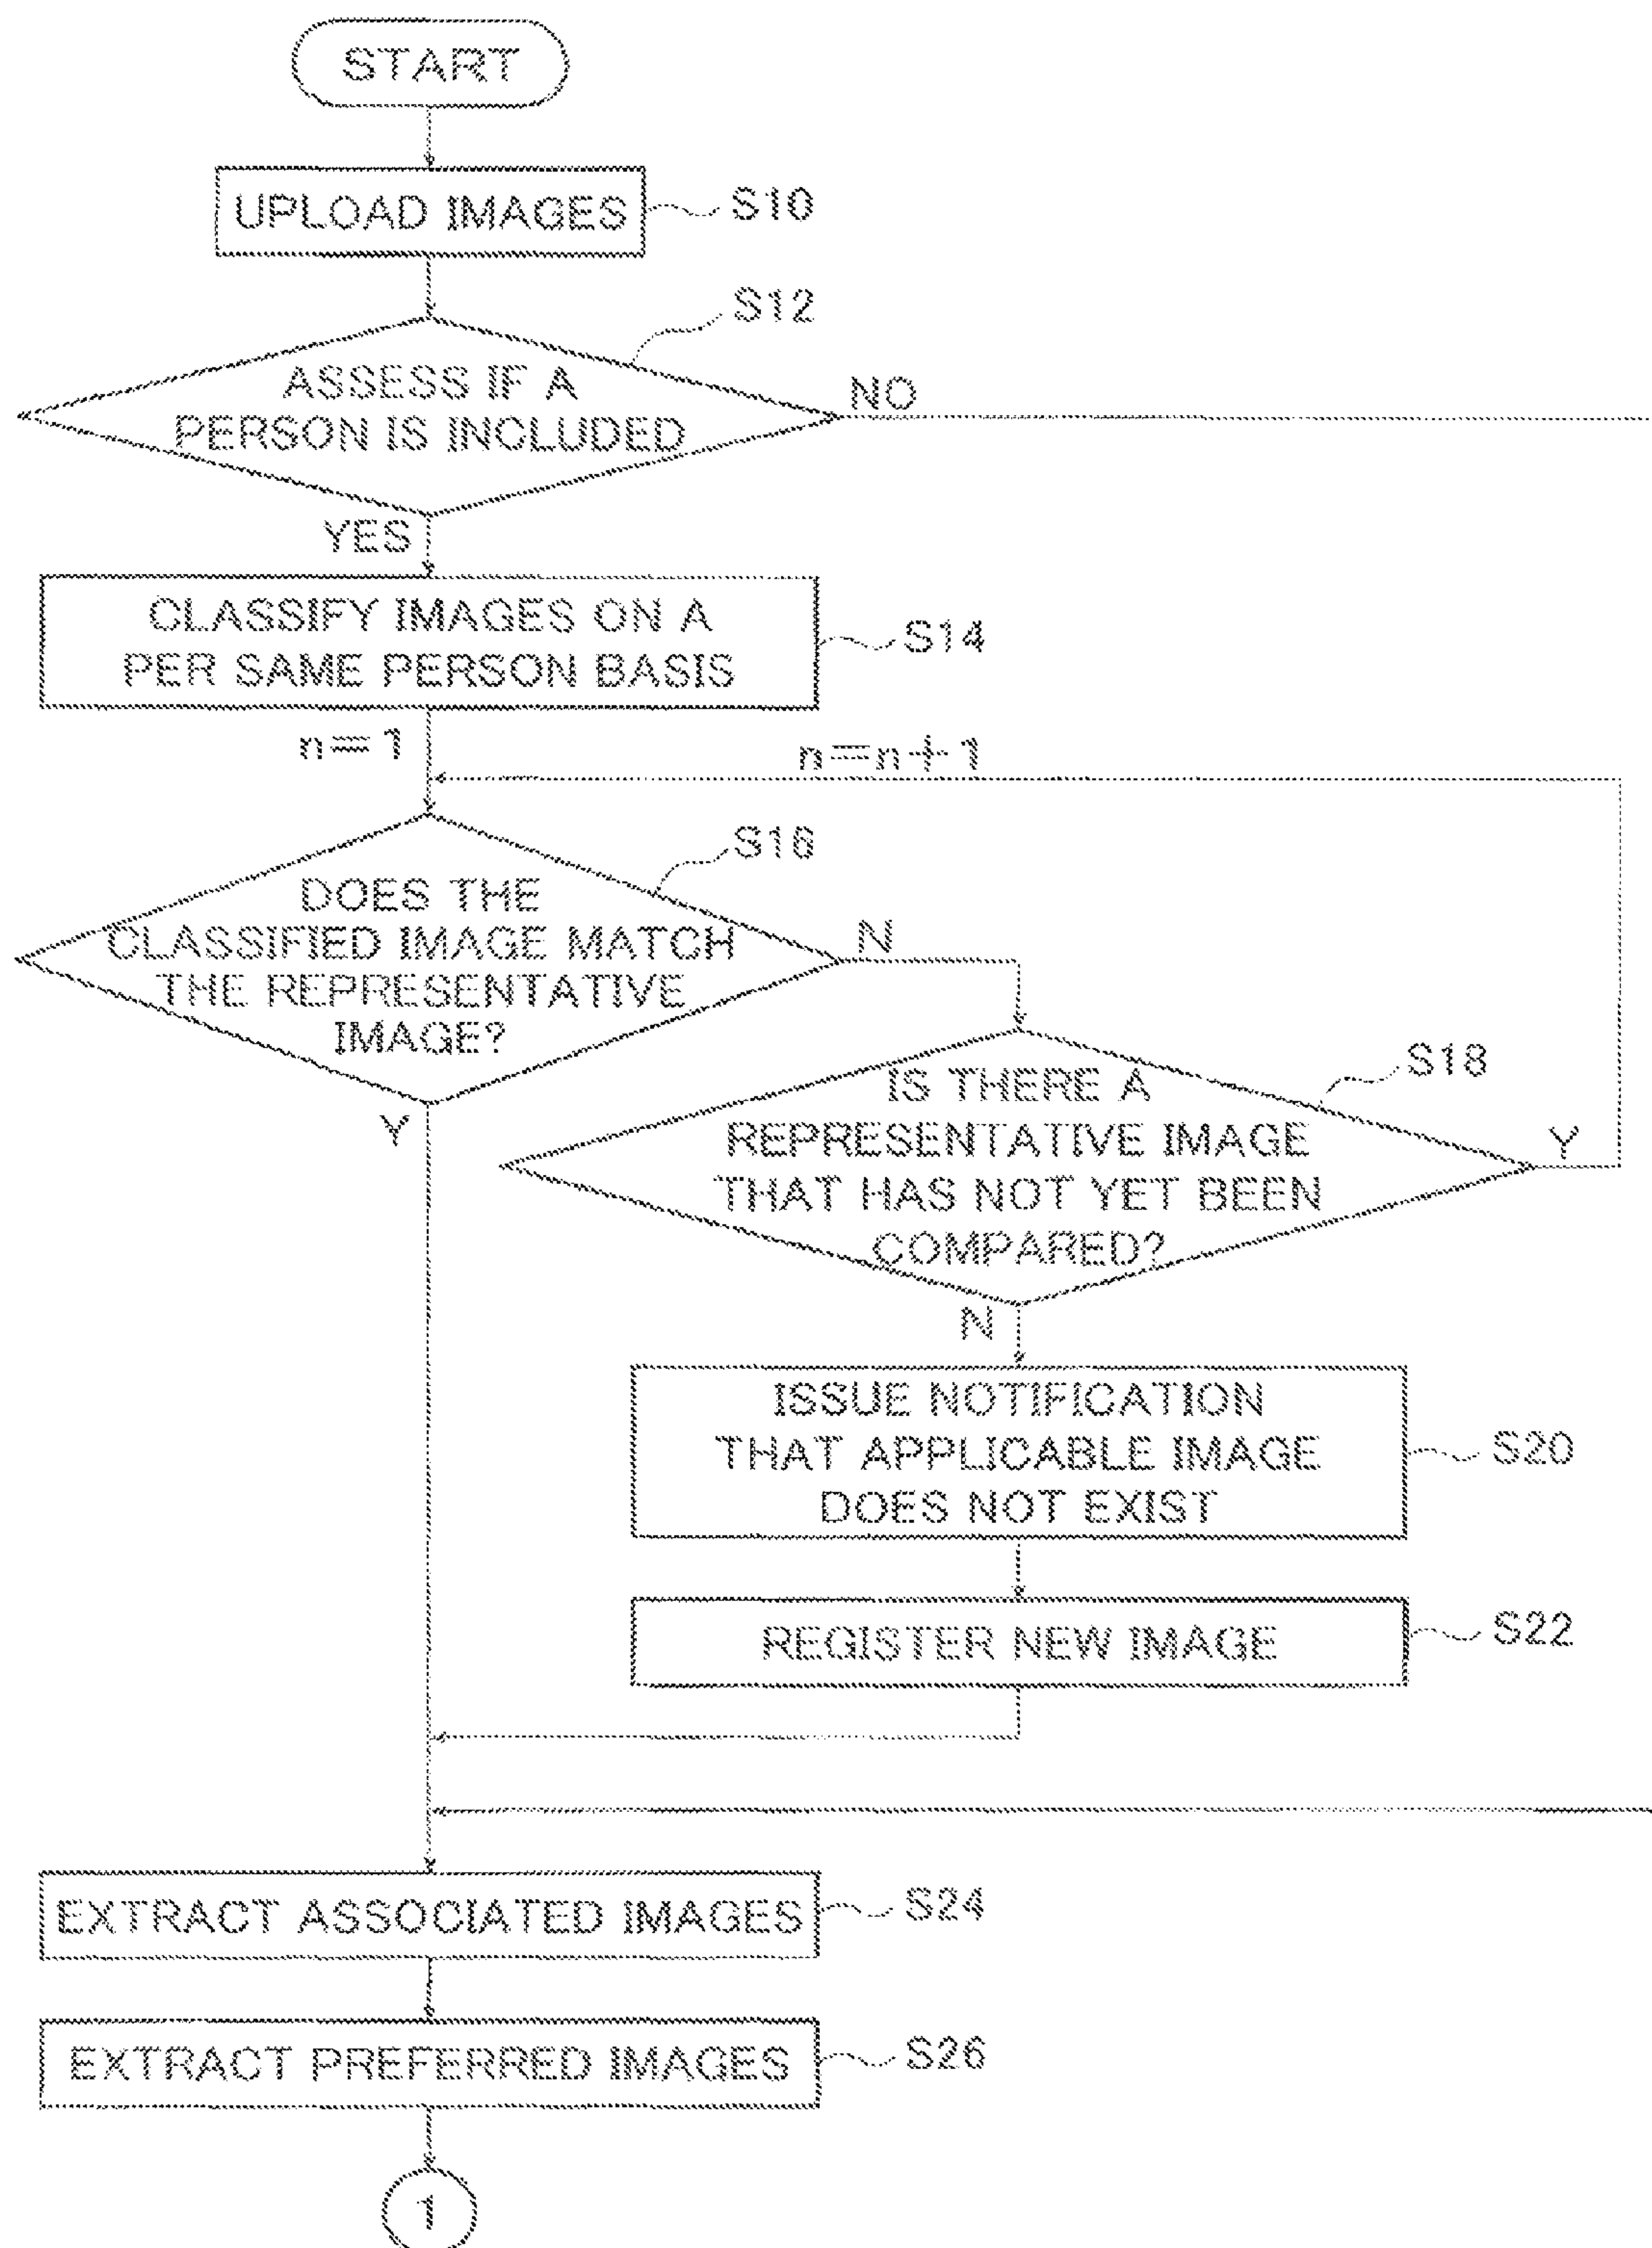 START
UPLOAD IMAGES
S10
S12
ASSESS IF A
PERSON IS INCLUDED
NO
YES
CLASSIFY IMAGES ON A
PER SAME PERSON BASIS
S14
n=1
n=n+1
S16
DOES THE
CLASSIFIED IMAGE MATCH
THE REPRESENTATIVE
IMAGE?
N
Y
S18
IS THERE A
REPRESENTATIVE IMAGE
THAT HAS NOT YET BEEN
COMPARED?
Y
N
ISSUE NOTIFICATION
THAT APPLICABLE IMAGE
DOES NOT EXIST
S20
REGISTER NEW IMAGE
S22
EXTRACT ASSOCIATED IMAGES
S24
EXTRACT PREFERRED IMAGES
S26
1